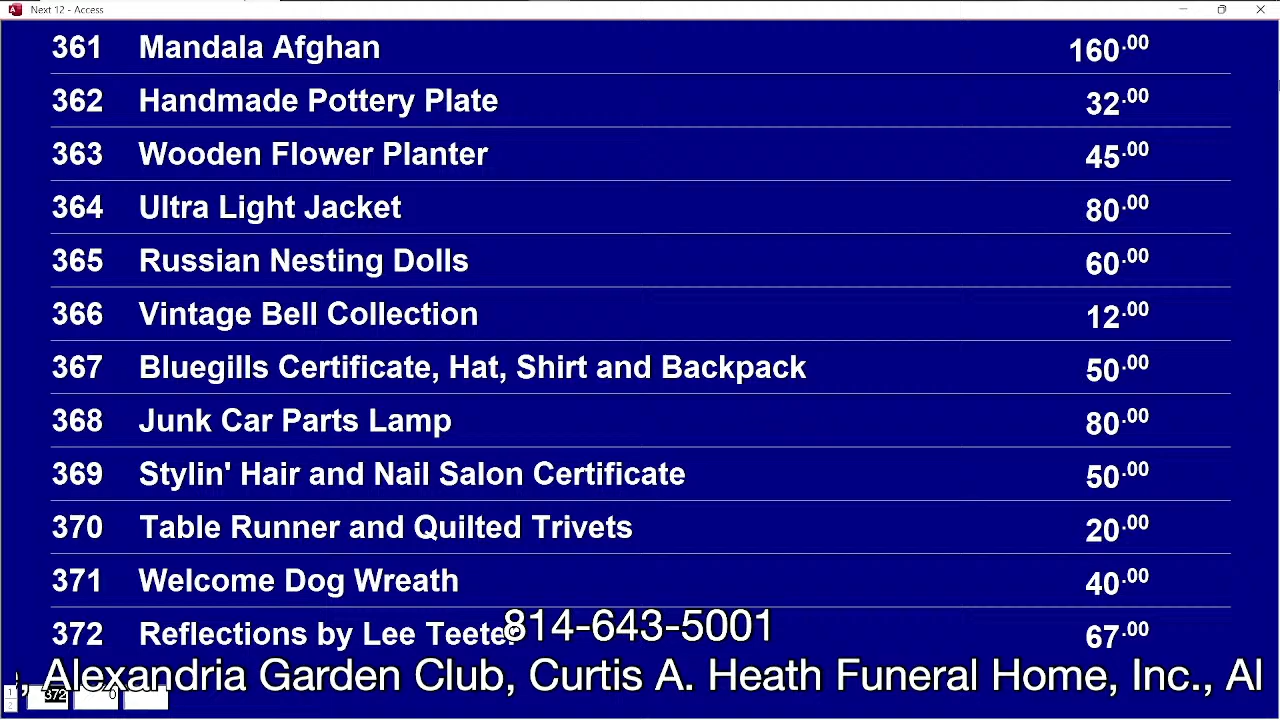 Next 12 - Access
361 Mandala Afghan 160.00
362 Handmade Pottery Plate 32.00
363 Wooden Flower Planter 45.00
364 Ultra Light Jacket 80.00
365 Russian Nesting Dolls 60.00
366 Vintage Bell Collection 12.00
367 Bluegills Certificate, Hat, Shirt and Backpack 50.00
368 Junk Car Parts Lamp 80.00
369 Stylin' Hair and Nail Salon Certificate 50.00
370 Table Runner and Quilted Trivets 20.00
371 Welcome Dog Wreath 40.00
372 Reflections by Lee Teeter 67.00
814-643-5001
, Alexandria Garden Club, Curtis A. Heath Funeral Home, Inc., Al
1 372 0
2